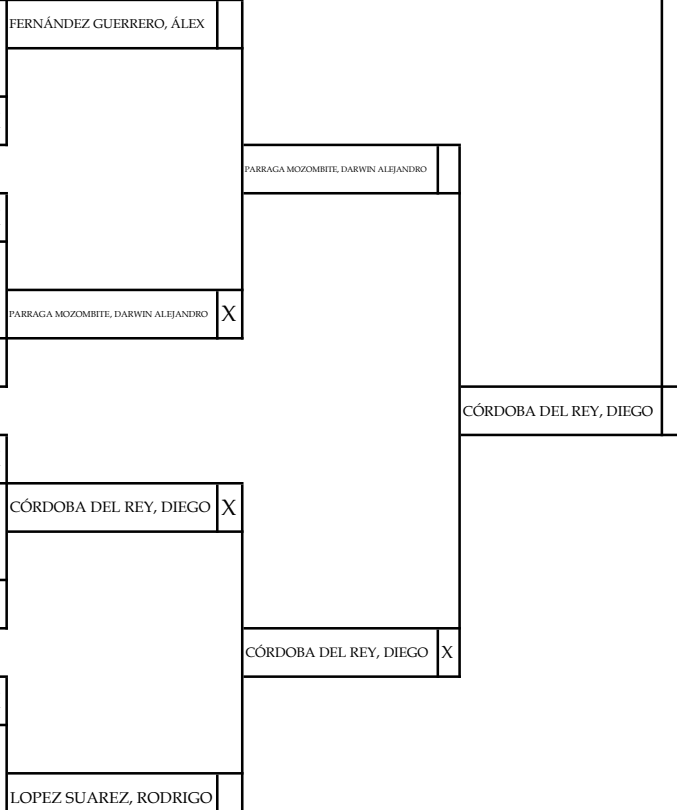 FERNÁNDEZ GUERRERO, ÁLEX
PARRAGA MOZOMBITE, DARWIN ALEJANDRO
PARRAGA MOZOMBITE, DARWIN ALEJANDRO X
CÓRDOBA DEL REY, DIEGO
CÓRDOBA DEL REY, DIEGO X
CÓRDOBA DEL REY, DIEGO X
LOPEZ SUAREZ, RODRIGO